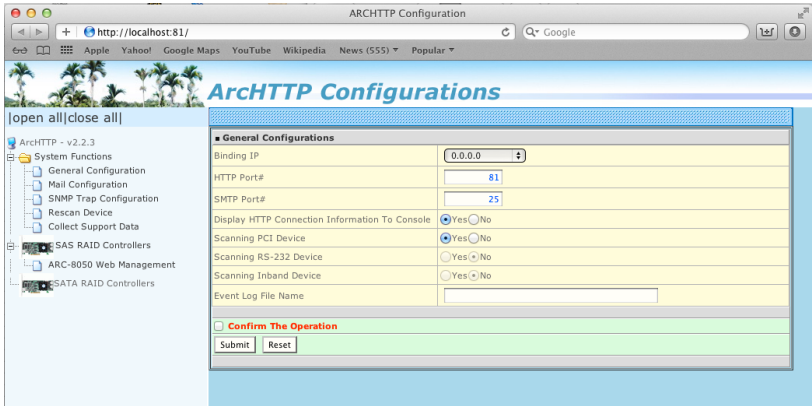 ARCHTTP Configuration
http://localhost:81/
Google
Apple Yahoo! Google Maps YouTube Wikipedia News (555) Popular
ArcHTTP Configurations
|open all|close all|
ArcHTTP - v2.2.3
System Functions
General Configuration
Mail Configuration
SNMP Trap Configuration
Rescan Device
Collect Support Data
SAS RAID Controllers
ARC-8050 Web Management
SATA RAID Controllers
General Configurations
Binding IP 0.0.0.0
HTTP Port# 81
SMTP Port# 25
Display HTTP Connection Information To Console Yes No
Scanning PCI Device Yes No
Scanning RS-232 Device Yes No
Scanning Inband Device Yes No
Event Log File Name
Confirm The Operation
Submit Reset